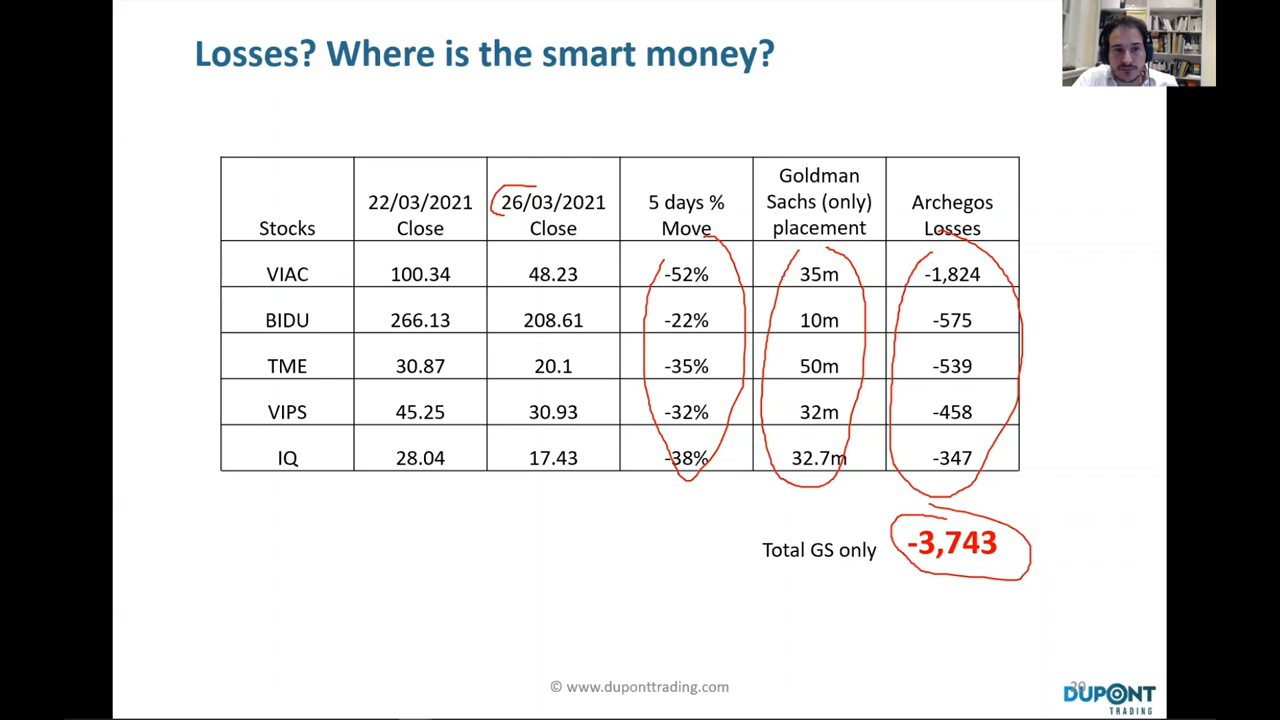 Losses? Where is the smart money?
Stocks 22/03/2021 Close 26/03/2021 Close 5 days % Move Goldman Sachs (only) placement Archegos Losses
VIAC 100.34 48.23 -52% 35m -1,824
BIDU 266.13 208.61 -22% 10m -575
TME 30.87 20.1 -35% 50m -539
VIPS 45.25 30.93 -32% 32m -458
IQ 28.04 17.43 -38% 32.7m -347
Total GS only -3,743
© www.duponttrading.com
DUPONT
TRADING